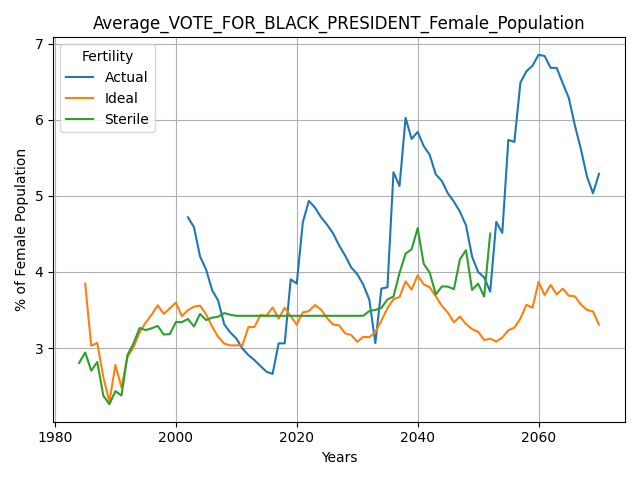 Average_VOTE_FOR_BLACK_PRESIDENT_Female_Population
Fertility
Actual
Ideal
Sterile
% of Female Population
7
6
5
4
3
1980 2000 2020 2040 2060
Years